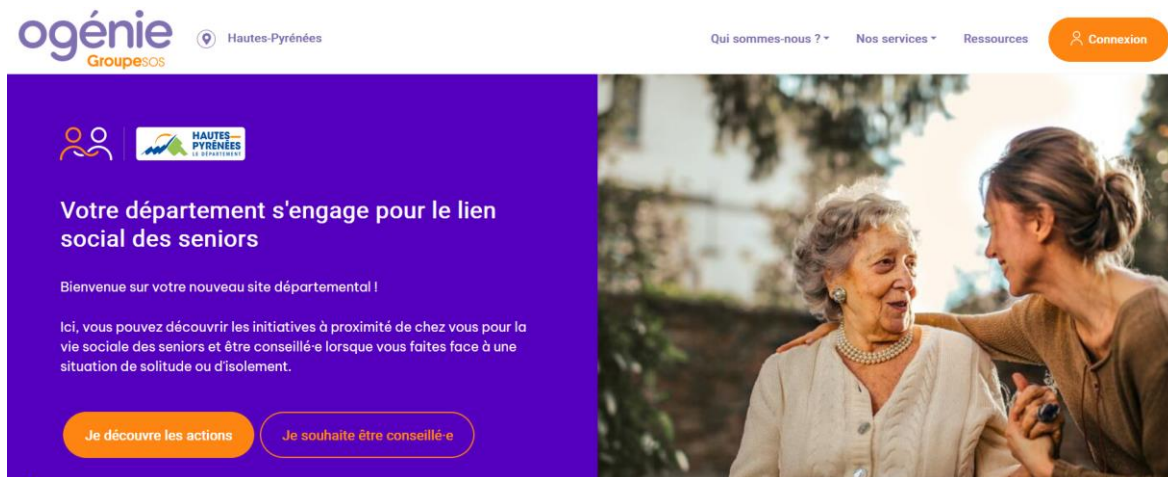 ogénie
Groupesos
Hautes-Pyrénées
Qui sommes-nous ?
Nos services
Ressources
Connexion
HAUTES-
PYRÉNÉES
LE DÉPARTEMENT
Votre département s'engage pour le lien
social des seniors
Bienvenue sur votre nouveau site départemental !
Ici, vous pouvez découvrir les initiatives à proximité de chez vous pour la
vie sociale des seniors et être conseillé·e lorsque vous faites face à une
situation de solitude ou d'isolement.
Je découvre les actions
Je souhaite être conseillé·e